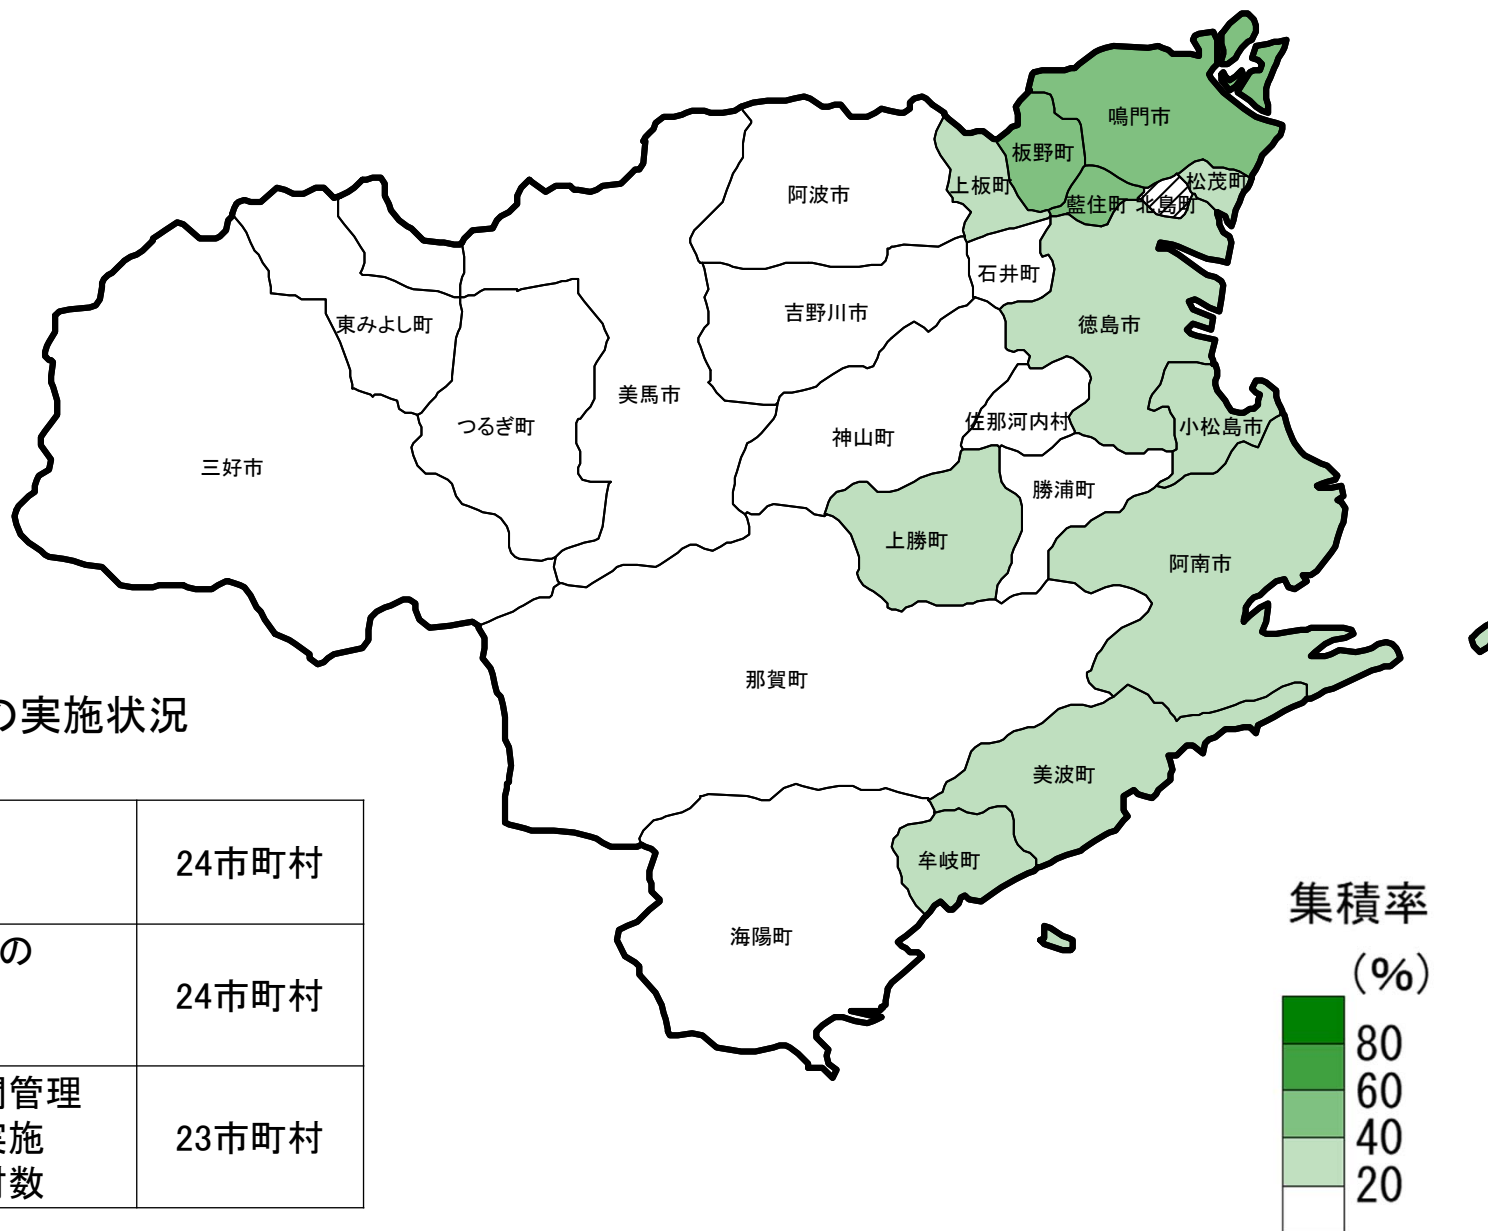 鳴門市
板野町
上板町
松茂町
藍住町
北島町
阿波市
石井町
吉野川市
徳島市
東みよし町
美馬市
つるぎ町
佐那河内村
小松島市
神山町
三好市
勝浦町
上勝町
阿南市
那賀町
美波町
牟岐町
海陽町
の実施状況
24市町村
の
24市町村
管理
実施
数
23市町村
集積率
(%)
80
60
40
20